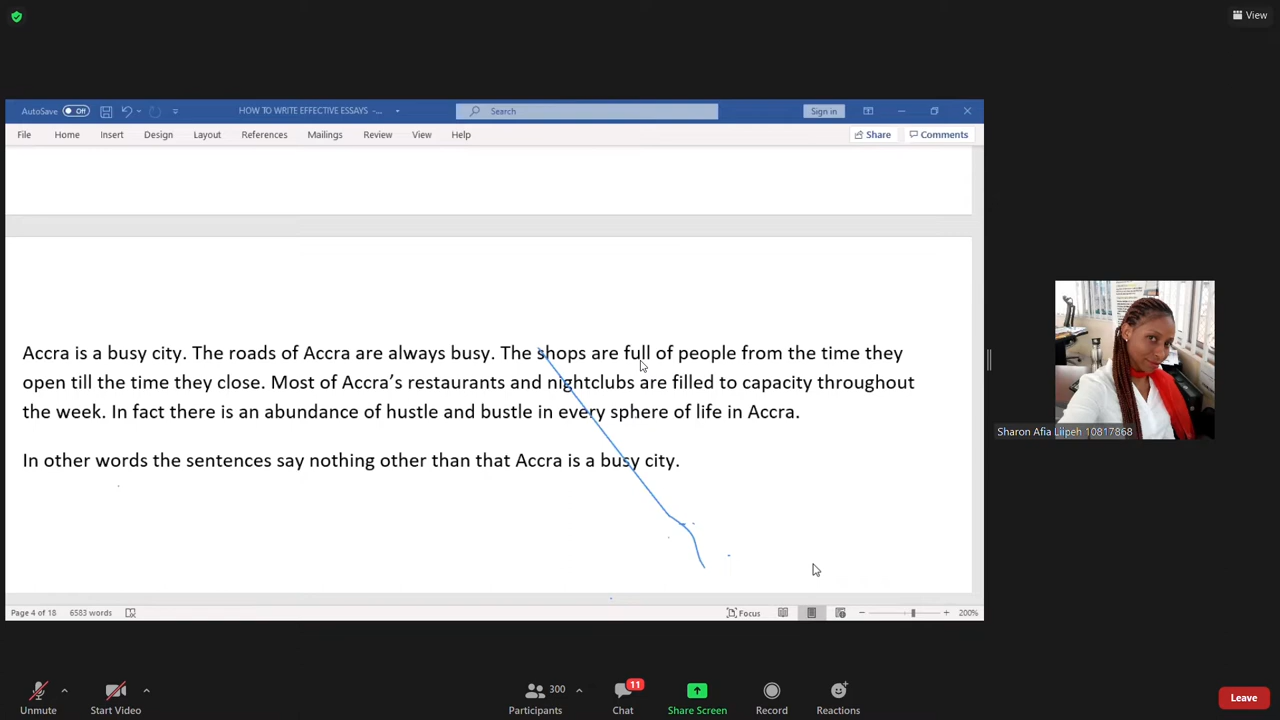 View
AutoSave Off
HOW TO WRITE EFFECTIVE ESSAYS -...
Search
Sign in
File Home Insert Design Layout References Mailings Review View Help
Share Comments
Accra is a busy city. The roads of Accra are always busy. The shops are full of people from the time they
open till the time they close. Most of Accra’s restaurants and nightclubs are filled to capacity throughout
the week. In fact there is an abundance of hustle and bustle in every sphere of life in Accra.
In other words the sentences say nothing other than that Accra is a busy city.
Sharon Afia Liipeh 10817868
Page 4 of 18 6583 words
Focus
200%
300
11
Unmute Start Video Participants Chat Share Screen Record Reactions
Leave